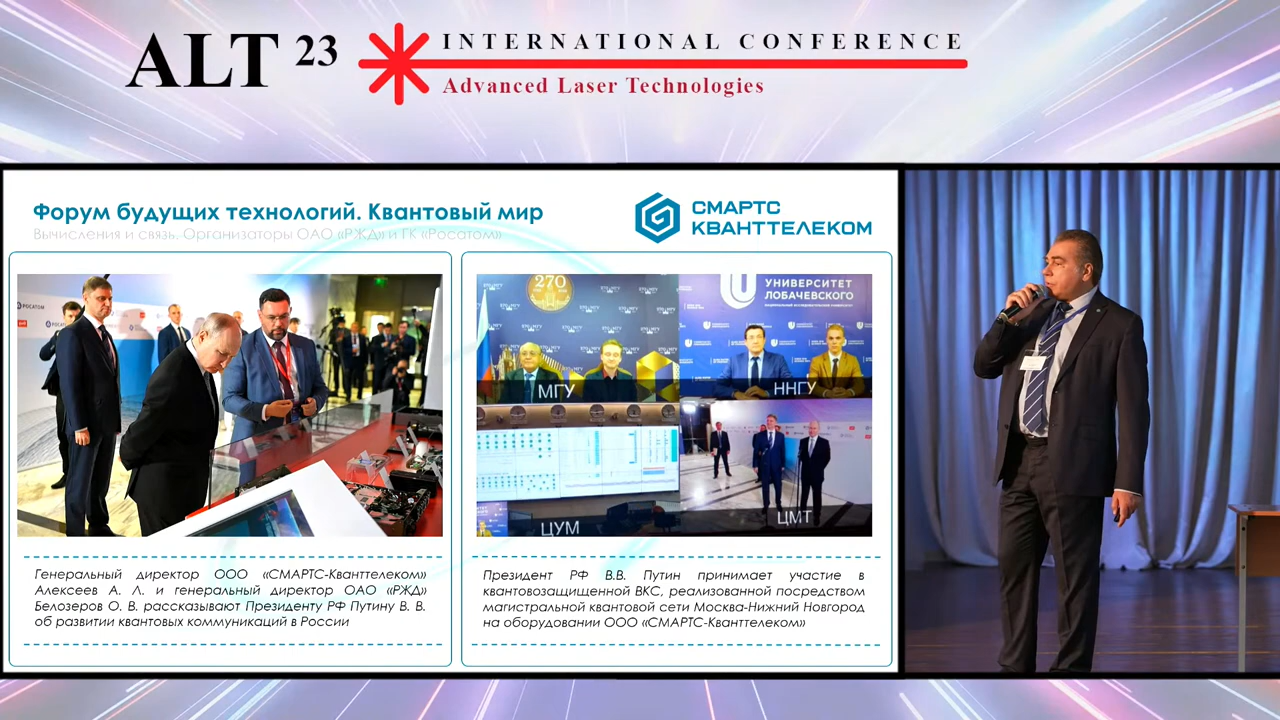 ALT 23
INTERNATIONAL CONFERENCE
Advanced Laser Technologies
Форум будущих технологий. Квантовый мир
Вычисления и связь. Организаторы ОАО «РЖД» и ГК «Росатом»
СМАРТС
КВАНТТЕЛЕКОМ
РОСАТОМ
270
УНИВЕРСИТЕТ
ЛОБАЧЕВСКОГО
МГУ
ННГУ
ЦУМ
ЦМТ
Генеральный директор ООО «СМАРТС-Кванттелеком»
Алексеев А. Л. и генеральный директор ОАО «РЖД»
Белозеров О. В. рассказывают Президенту РФ Путину В. В.
об развитии квантовых коммуникаций в России
Президент РФ В.В. Путин принимает участие в
квантовозащищенной ВКС, реализованной посредством
магистральной квантовой сети Москва-Нижний Новгород
на оборудовании ООО «СМАРТС-Кванттелеком»